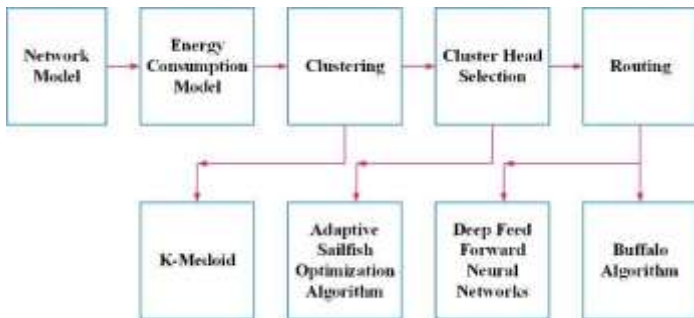 Network
Model
Energy
Consumption
Model
Clustering
Cluster Head
Selection
Routing
K-Medoid
Adaptive
Sailfish
Optimization
Algorithm
Deep Feed
Forward
Neural
Networks
Buffalo
Algorithm